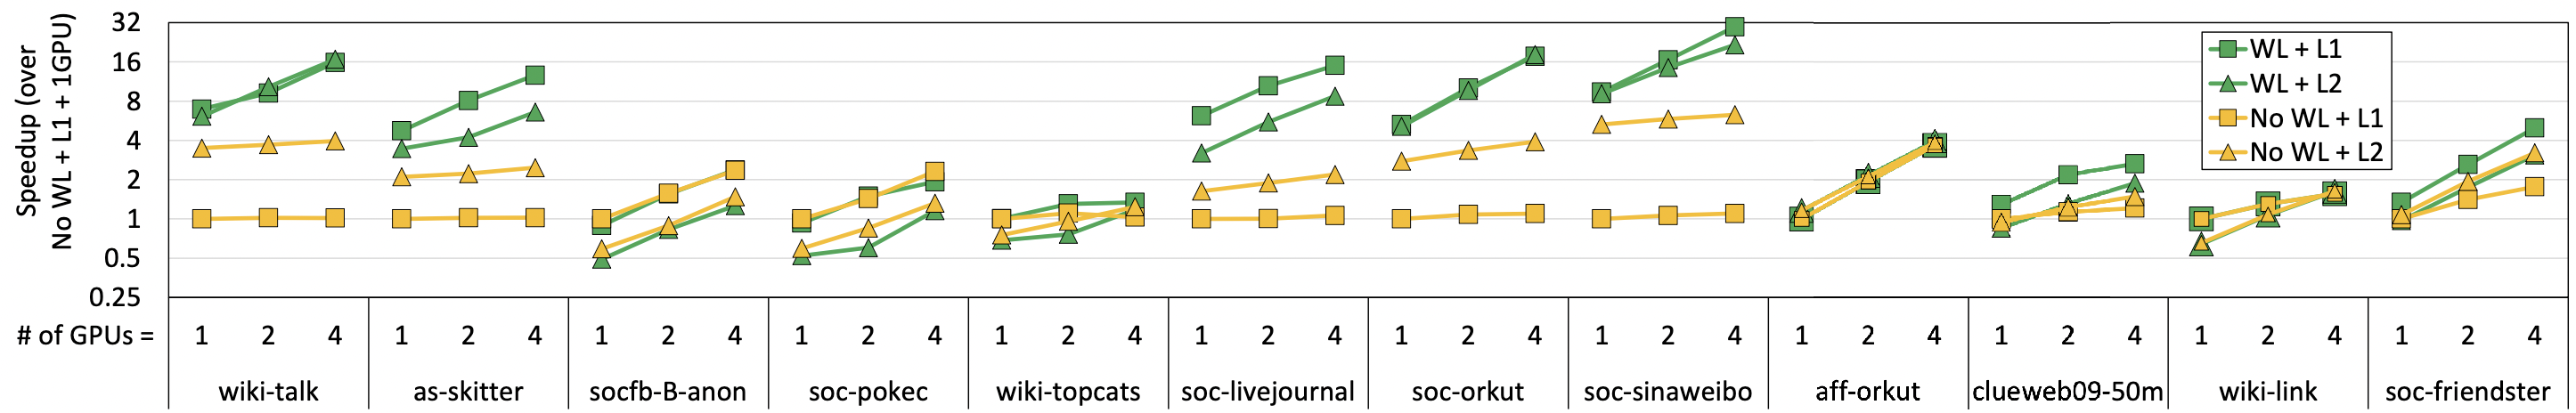 Speedup (over
No WL + L1 + 1GPU)
32
16
8
4
2
1
0.5
0.25
WL + L1
WL + L2
No WL + L1
No WL + L2
# of GPUs = 1 2 4 1 2 4 1 2 4 1 2 4 1 2 4 1 2 4 1 2 4 1 2 4 1 2 4 1 2 4 1 2 4 1 2 4
wiki-talk as-skitter socfb-B-anon soc-pokec wiki-topcats soc-livejournal soc-orkut soc-sinaweibo aff-orkut clueweb09-50m wiki-link soc-friendster